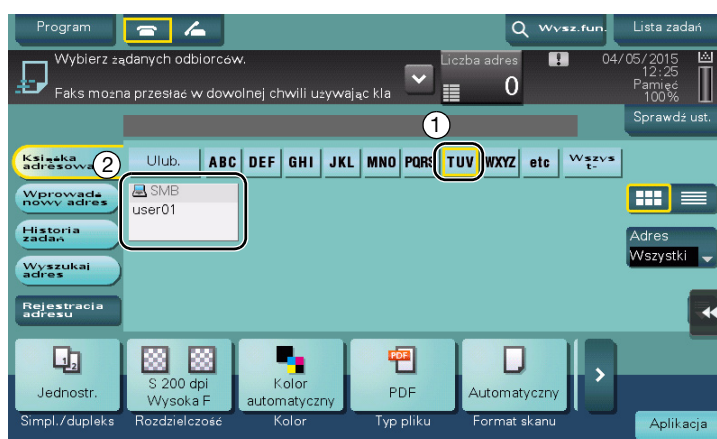 Program
Wysz.fun.
Lista zadań
Wybierz żądanych odbiorców.
Faks można przesłać w dowolnej chwili używając kla
Liczba adres
0
04/05/2015
12:25
Pamięć
100%
Sprawdź ust.
1
2
Książka
adresowa
Ulub.
ABC
DEF
GHI
JKL
MNO
PQRS
TUV
WXYZ
etc
Wszys
t-
Wprowadź
nowy adres
SMB
user01
Historia
zadań
Adres
Wszystki
Wyszukaj
adres
Rejestracja
adresu
Jednostr.
S 200 dpi
Wysoka F
Kolor
automatyczny
PDF
PDF
Automatyczny
Simpl./dupleks
Rozdzielczość
Kolor
Typ pliku
Format skanu
Aplikacja